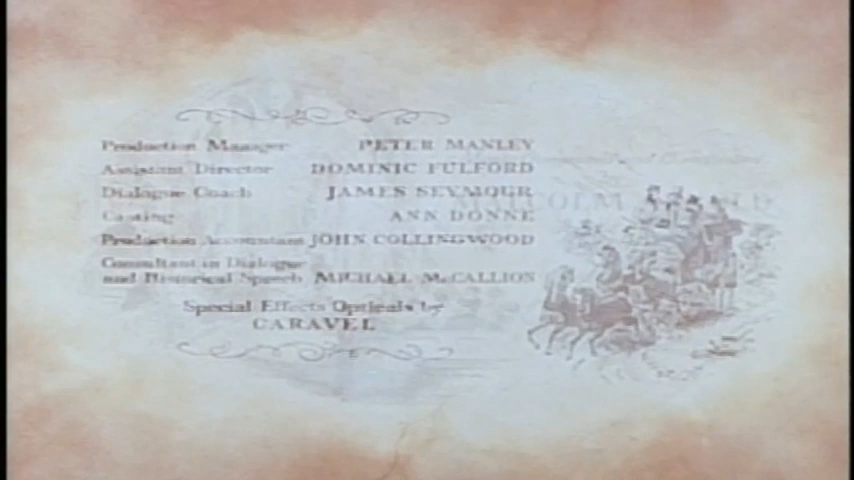 Production Manager PETER MANLEY
Assistant Director DOMINIC FULFORD
Dialogue Coach JAMES SEYMOUR
Casting ANN DONNE
Production Accountant JOHN COLLINGWOOD
Consultant in Dialogue
and Historical Speech MICHAEL McCALLION
Special Effects Opticals by
CARAVEL
MALCOLM